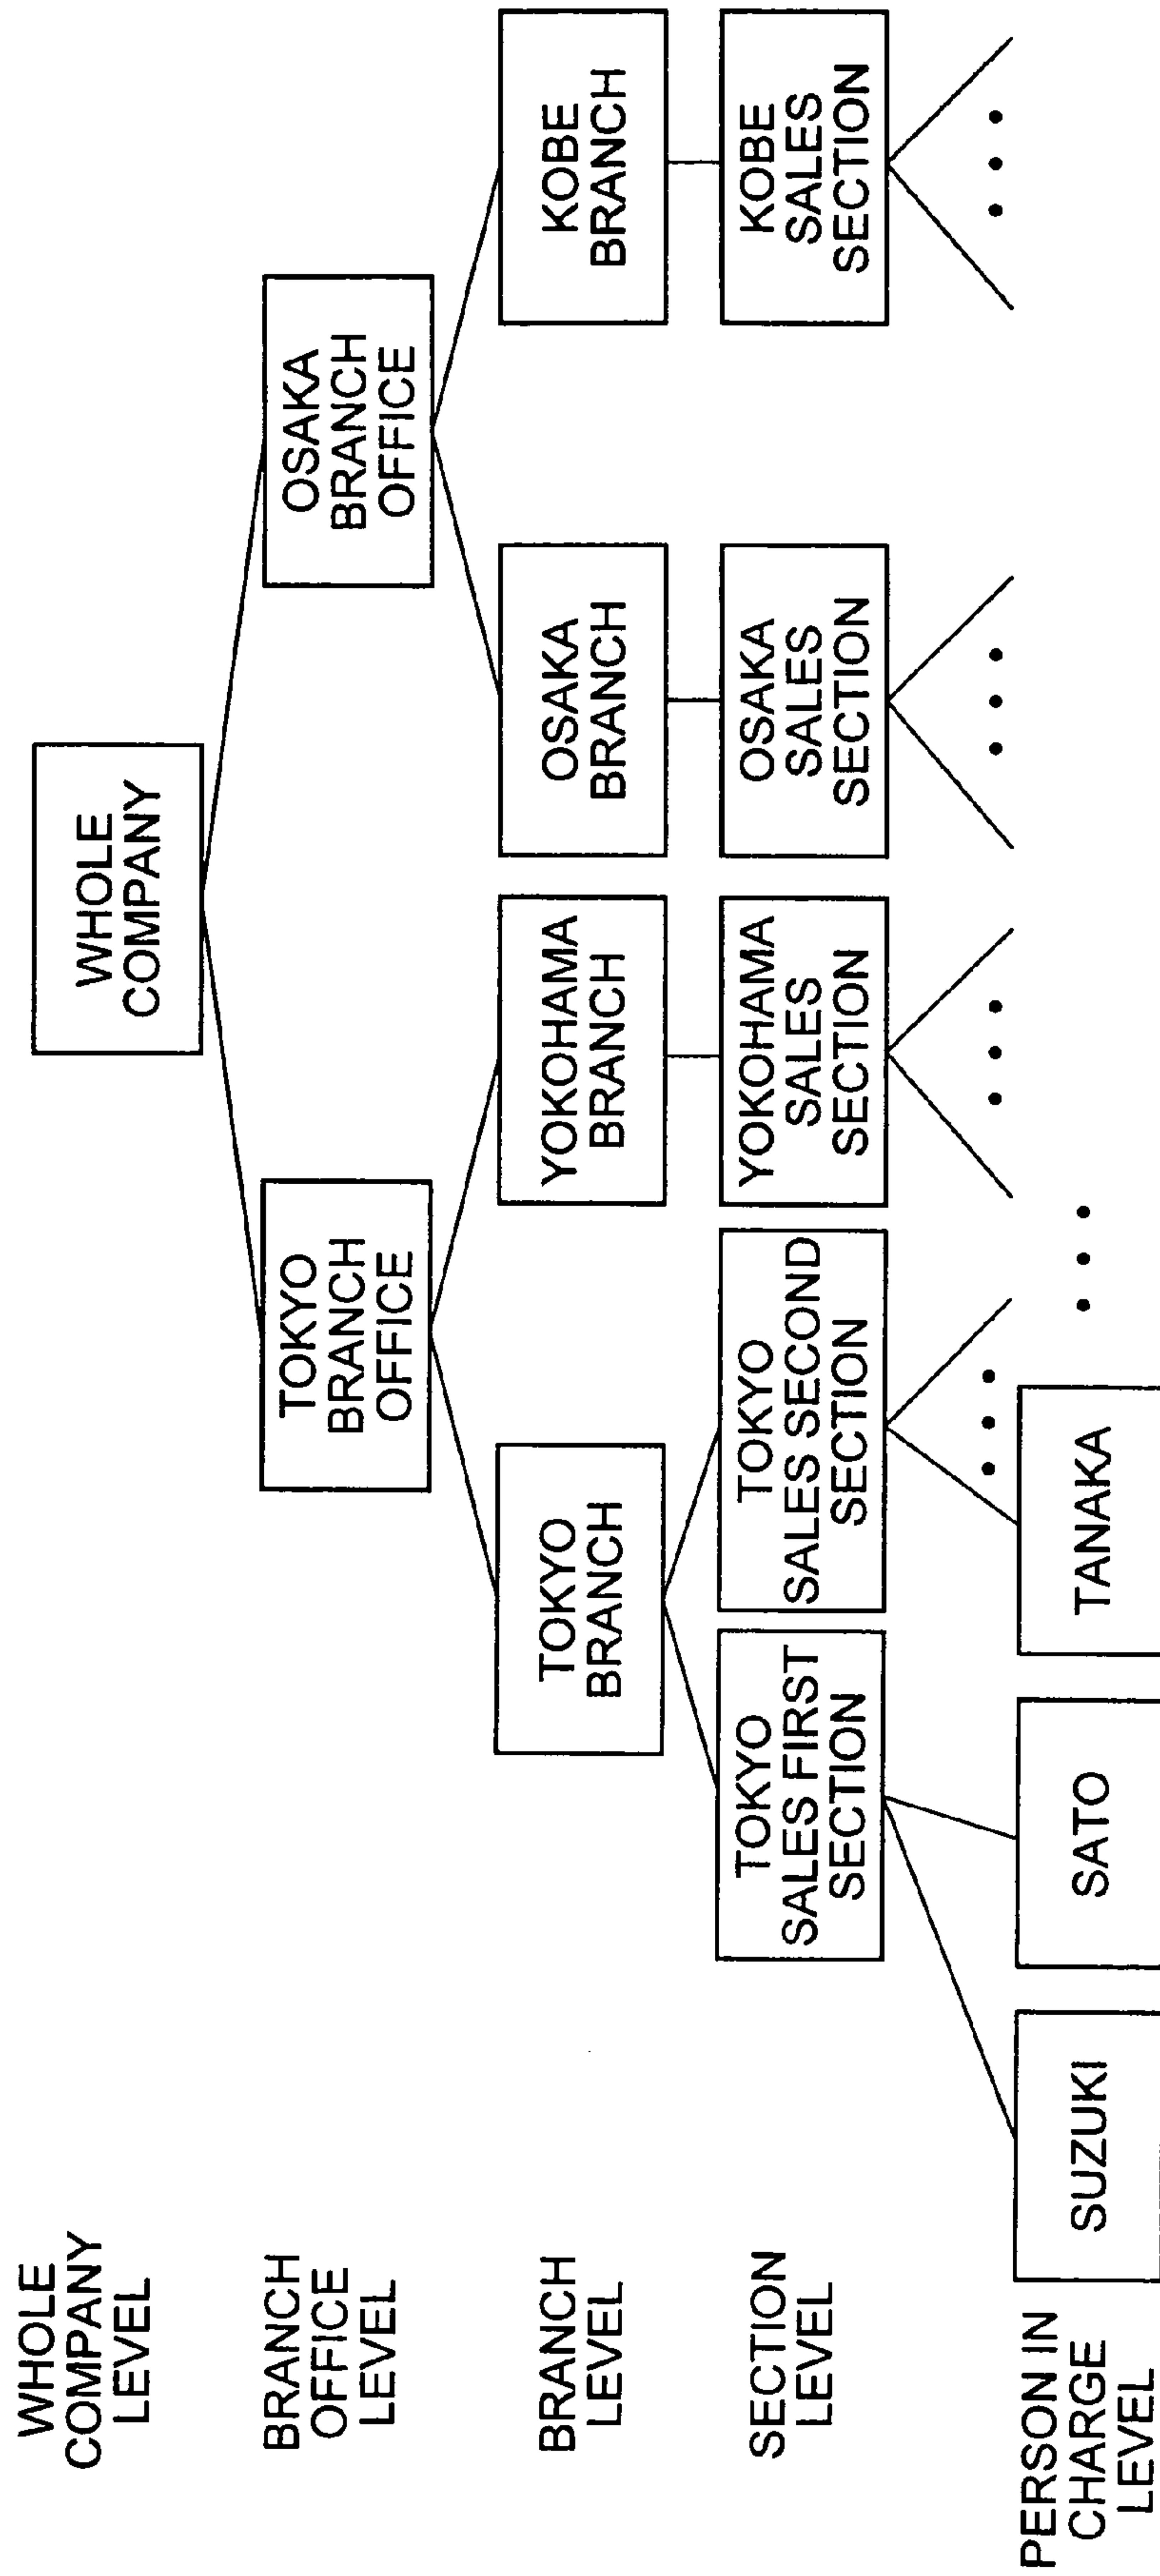 WHOLE
COMPANY
LEVEL
WHOLE
COMPANY
BRANCH
OFFICE
LEVEL
TOKYO
BRANCH
OFFICE
OSAKA
BRANCH
OFFICE
BRANCH
LEVEL
TOKYO
BRANCH
YOKOHAMA
BRANCH
OSAKA
BRANCH
KOBE
BRANCH
SECTION
LEVEL
TOKYO
SALES FIRST
SECTION
TOKYO
SALES SECOND
SECTION
YOKOHAMA
SALES
SECTION
OSAKA
SALES
SECTION
KOBE
SALES
SECTION
PERSON IN
CHARGE
LEVEL
SUZUKI
SATO
TANAKA